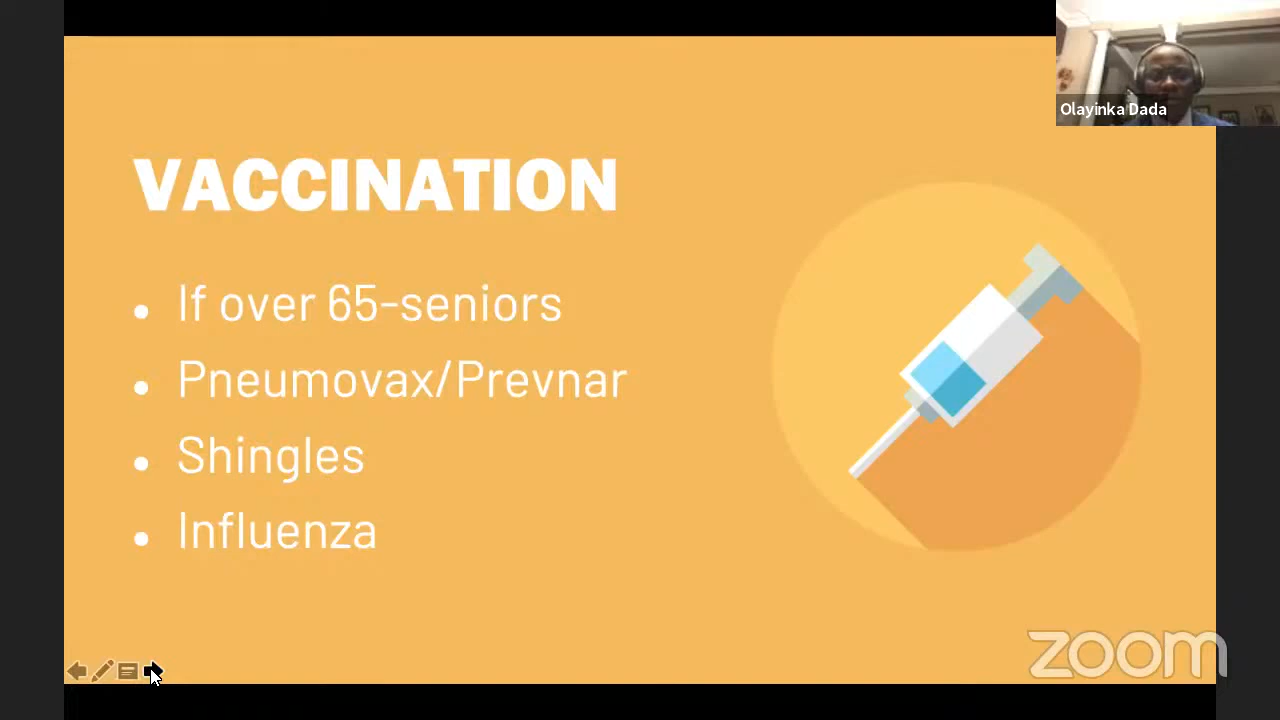 Olayinka Dada
VACCINATION
• If over 65-seniors
• Pneumovax/Prevnar
• Shingles
• Influenza
zoom